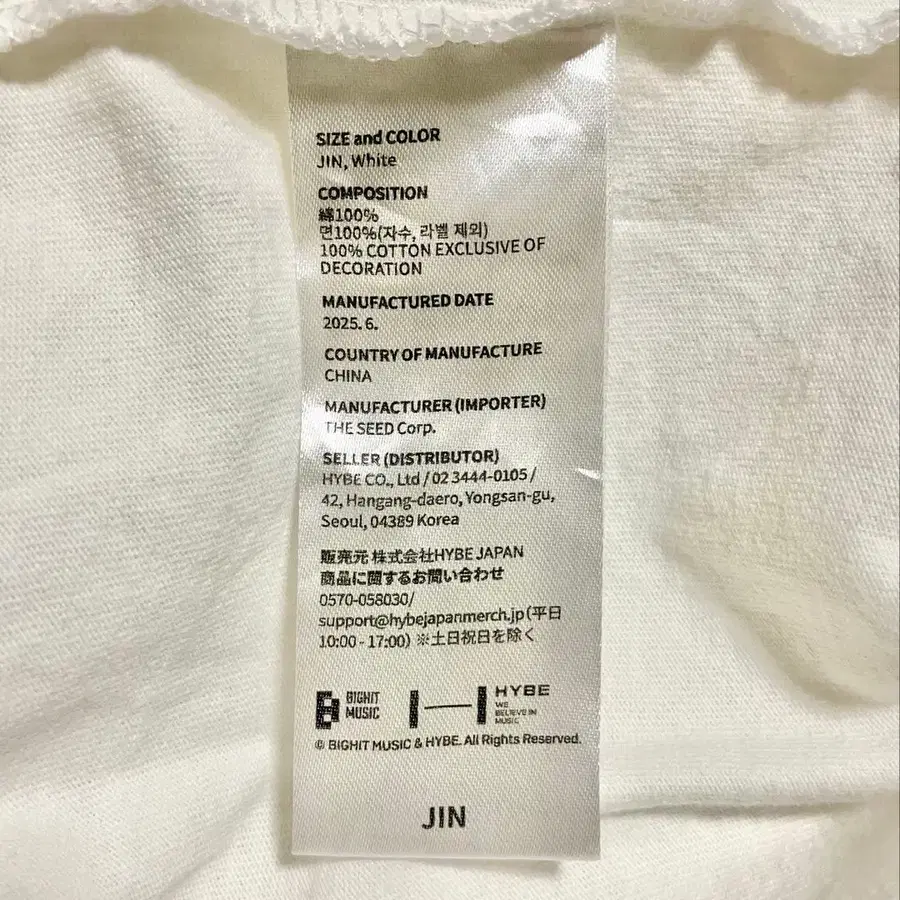 SIZE and COLOR
JIN, White
COMPOSITION
綿100%
면100%(자수, 라벨 제외)
100% COTTON EXCLUSIVE OF
DECORATION
MANUFACTURED DATE
2025. 6.
COUNTRY OF MANUFACTURE
CHINA
MANUFACTURER (IMPORTER)
THE SEED Corp.
SELLER (DISTRIBUTOR)
HYBE CO., Ltd / 02 3444-0105 /
42, Hangang-daero, Yongsan-gu,
Seoul, 04389 Korea
販売元 株式会社HYBE JAPAN
商品に関するお問い合わせ
0570-058030/
support@hybejapanmerch.jp (平日
10:00 - 17:00) ※土日祝日を除く
BIGHIT
MUSIC
HYBE
WE
BELIEVE IN
MUSIC
© BIGHIT MUSIC & HYBE. All Rights Reserved.
JIN